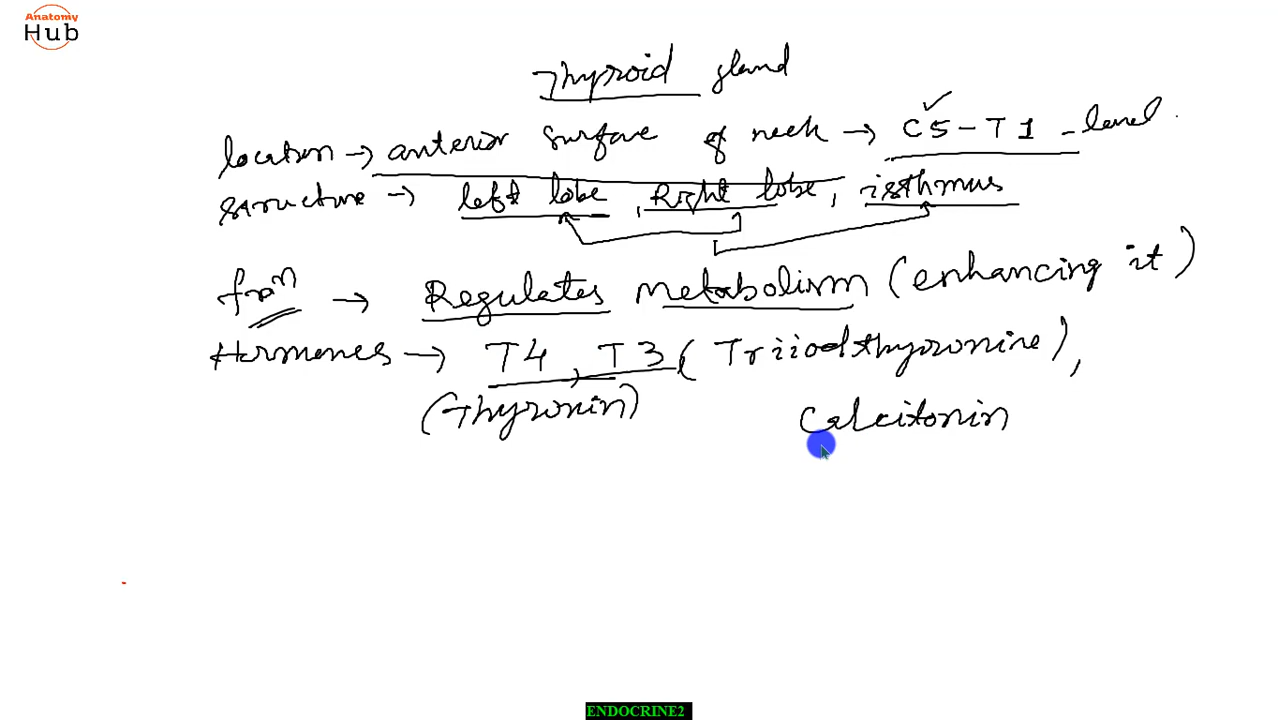 Anatomy
Hub
Thyroid gland
location → anterior surface of neck → C5-T1-level.
structure → left lobe, Right lobe, isthmus
fxnⁿ → Regulates metabolism (enhancing it)
Hormones → T4, T3 (Triiodothyronine),
(Thyronin) Calcitonin
ENDOCRINE2